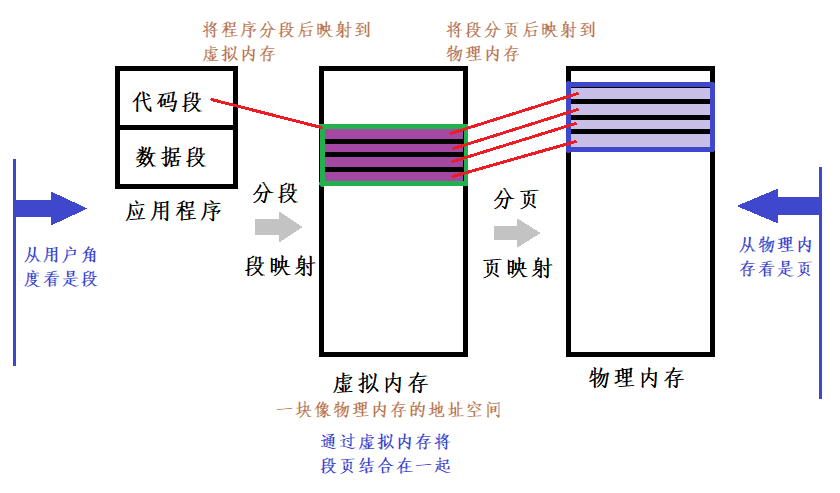 将程序分段后映射到
虚拟内存
将段分页后映射到
物理内存
代码段
数据段
应用程序
分段
段映射
分页
页映射
从用户角
度看是段
从物理内
存看是页
虚拟内存
物理内存
一块像物理内存的地址空间
通过虚拟内存将
段页结合在一起